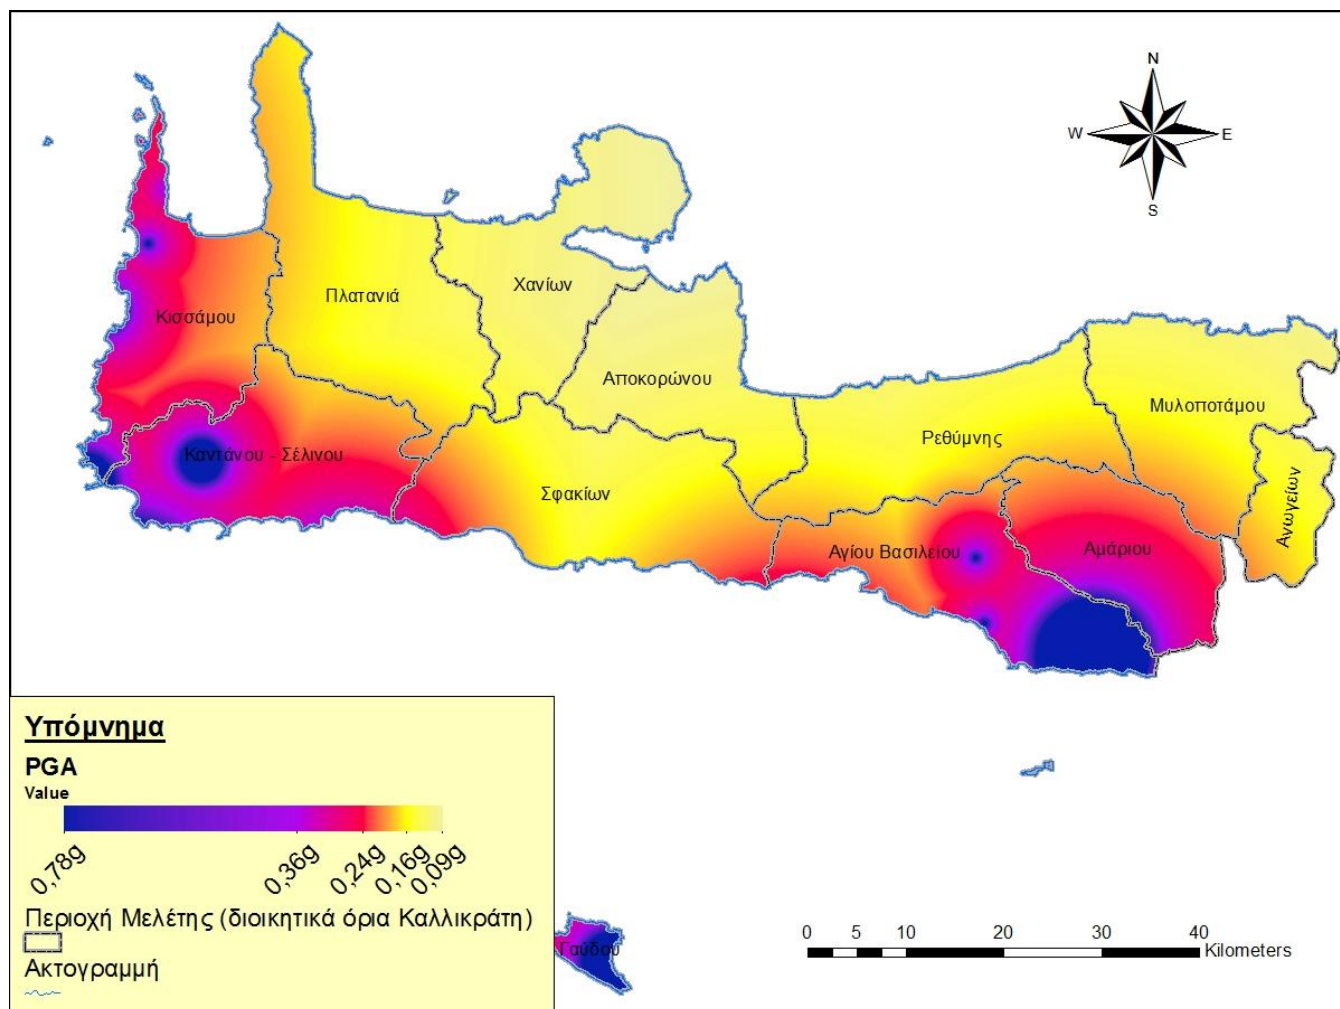 N
W
E
S
Πλατανιά
Χανίων
Κισσάμου
Αποκορώνου
Μυλοποτάμου
Ρεθύμνης
Καντάνου - Σέλινου
Σφακίων
Ανωγείων
Αγίου Βασιλείου
Αμάριου
Υπόμνημα
PGA
Value
0,78g 0,36g 0,24g 0,16g 0,09g
Περιοχή Μελέτης (διοικητικά όρια Καλλικράτη)
Ακτογραμμή
Γαύδου
0 5 10 20 30 40
Kilometers